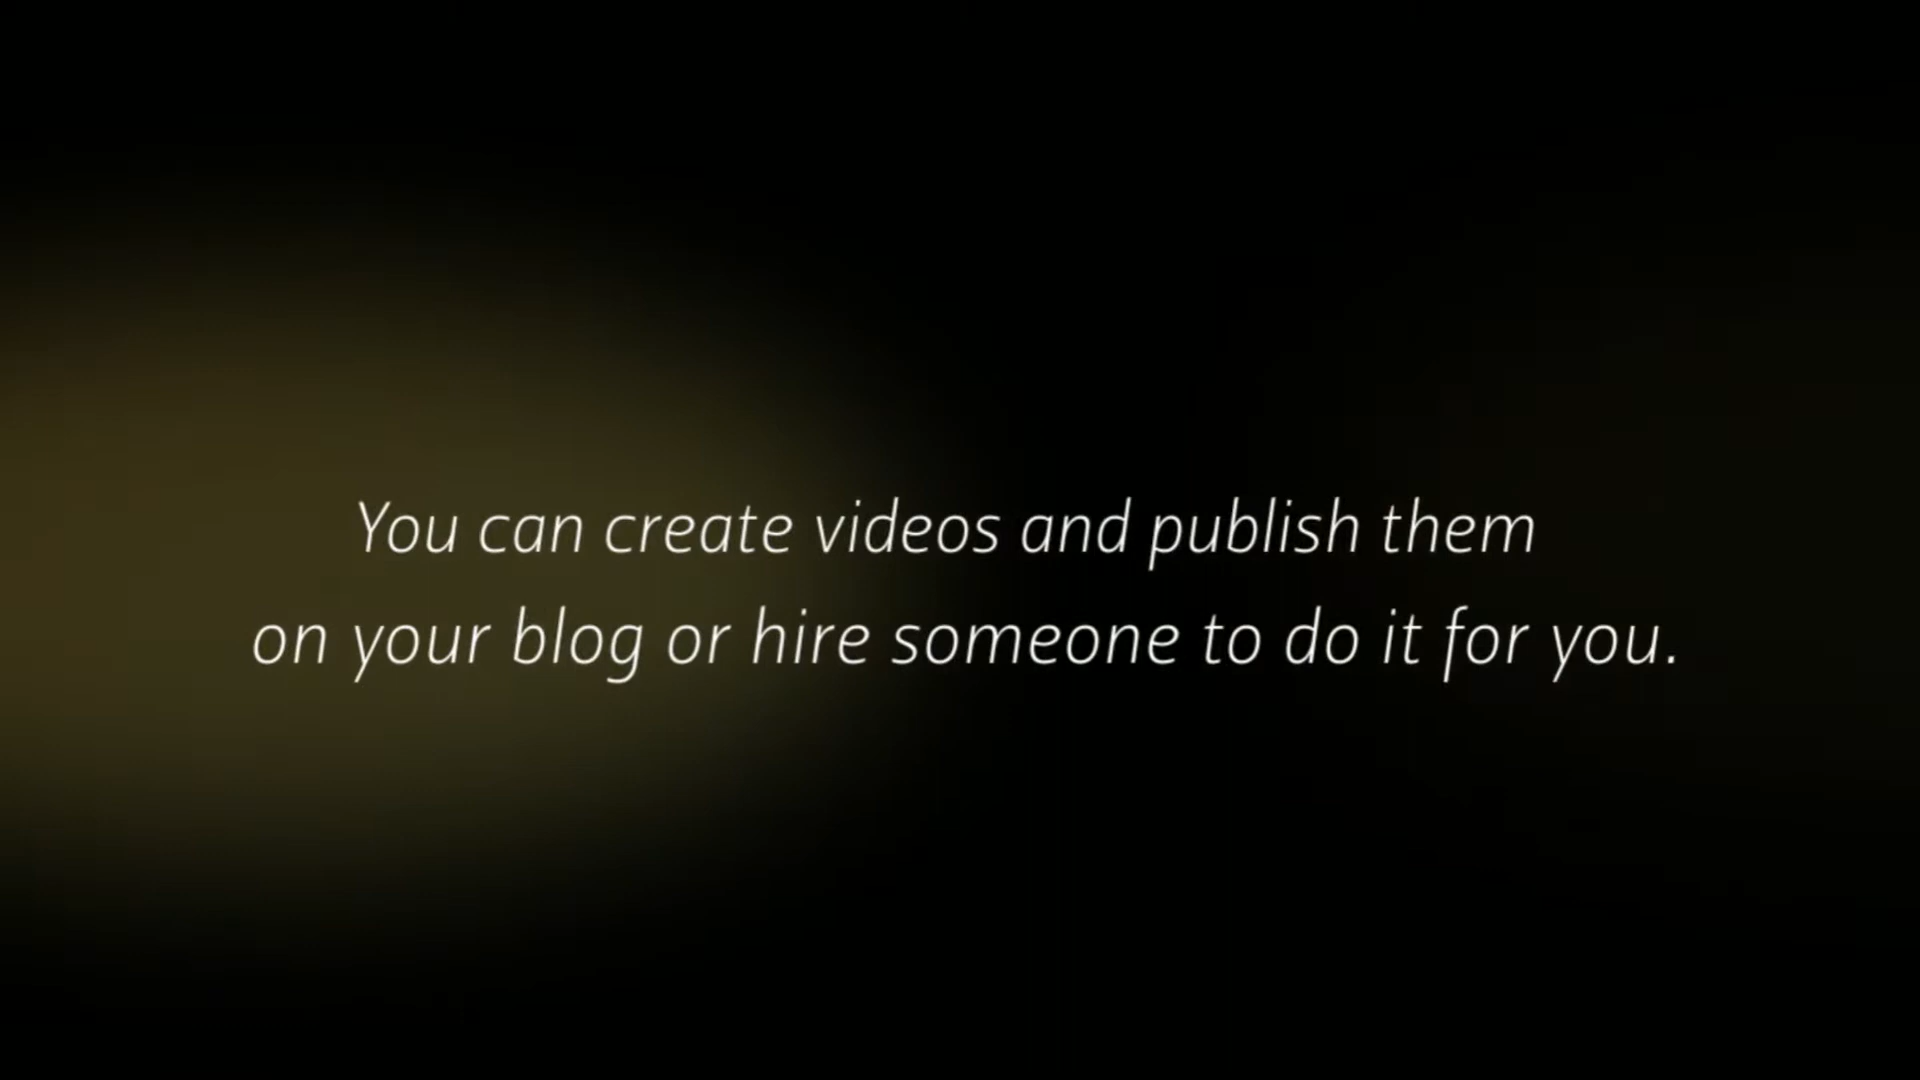 You can create videos and publish them
on your blog or hire someone to do it for you.